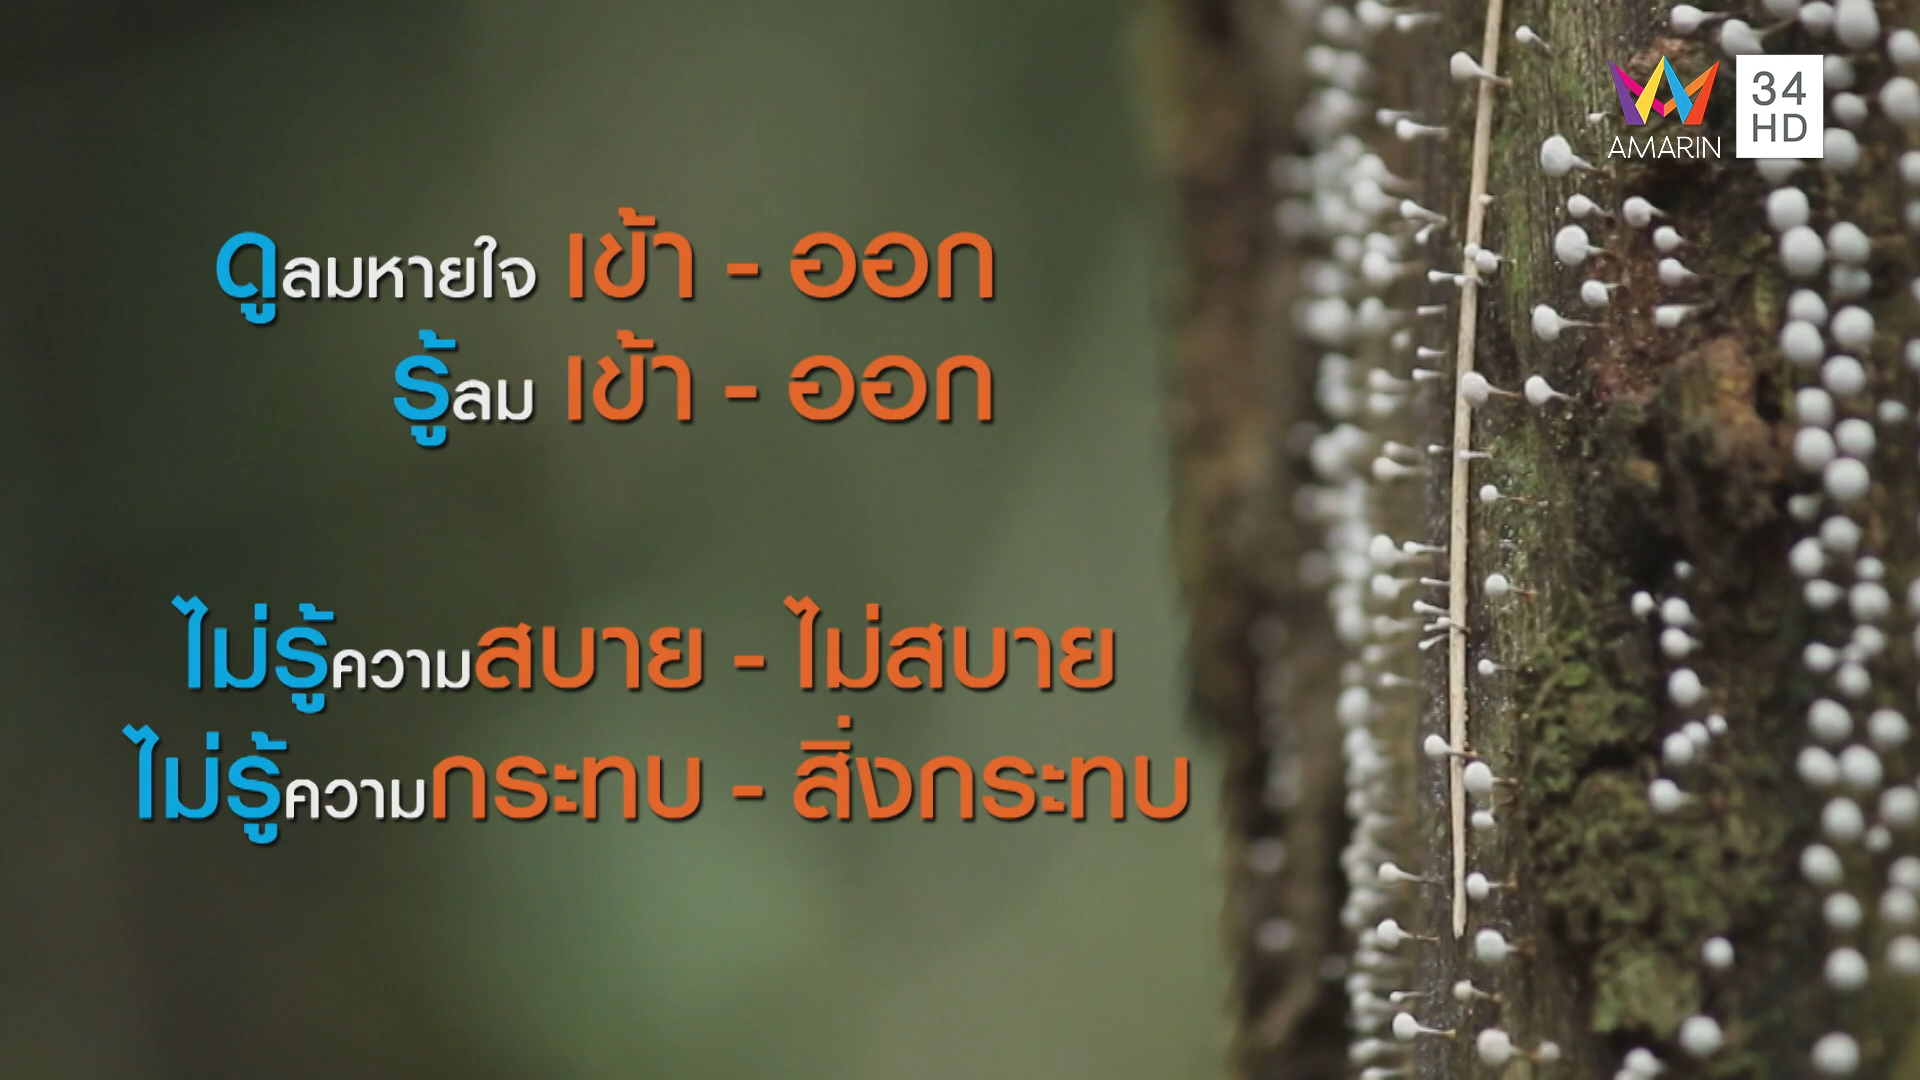 AMARIN
34
HD
ดูลมหายใจ เข้า - ออก
รู้ลม เข้า - ออก
ไม่รู้ความสบาย - ไม่สบาย
ไม่รู้ความกระทบ - สิ่งกระทบ